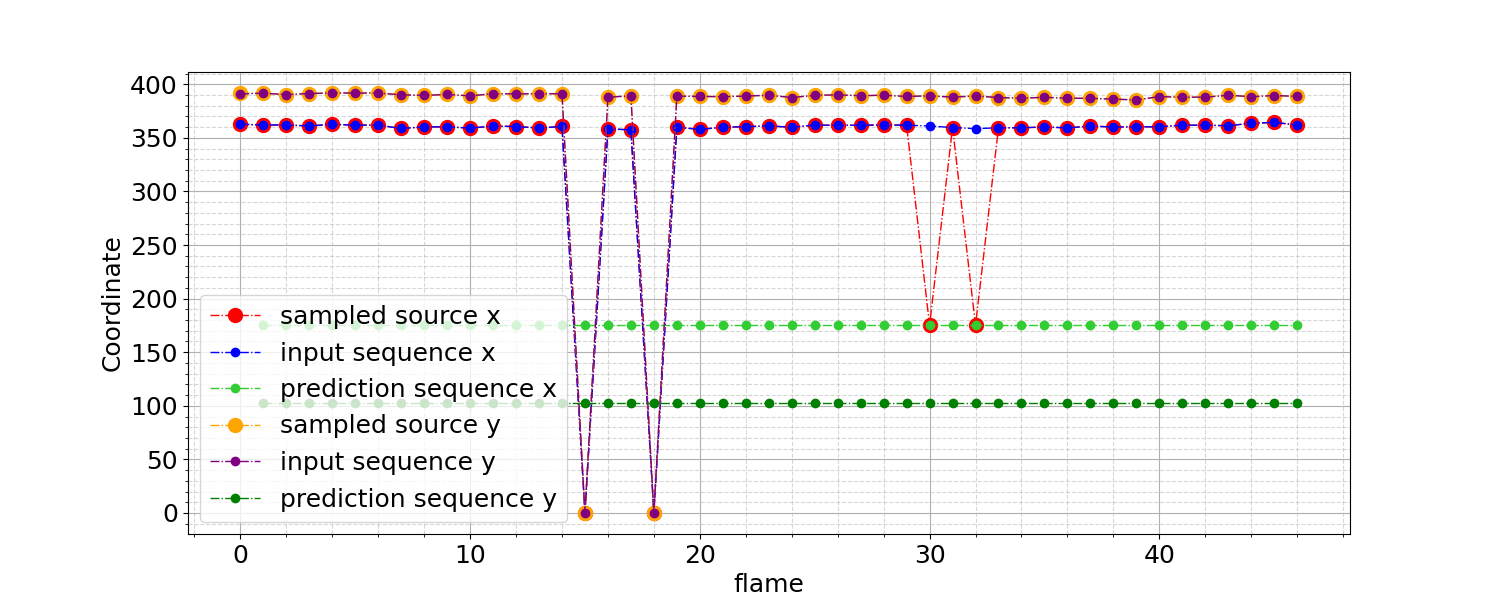 400
350
300
250
200
150
100
50
0
Coordinate
sampled source x
input sequence x
prediction sequence x
sampled source y
input sequence y
prediction sequence y
0 10 20 30 40
flame